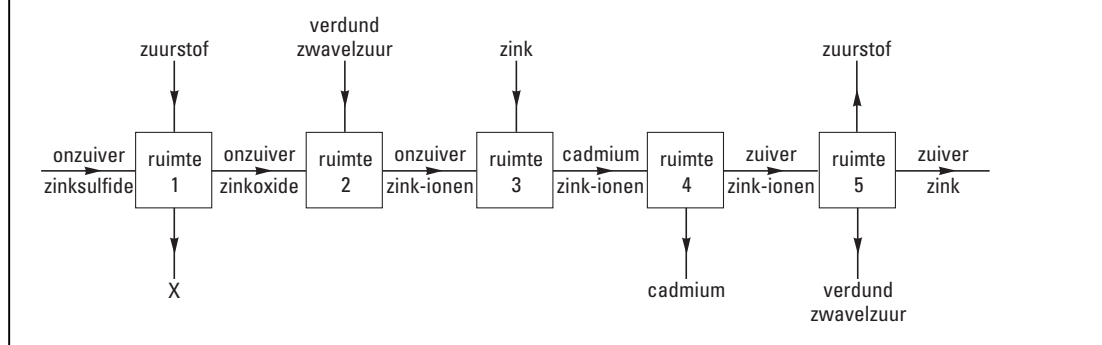 verdund
zuurstof zwavelzuur zink zuurstof
onzuiver onzuiver onzuiver cadmium zuiver zuiver
ruimte ruimte ruimte ruimte ruimte
1 2 3 4 5
zinksulfide zinkoxide zink-ionen zink-ionen zink-ionen zink
X cadmium verdund
zwavelzuur